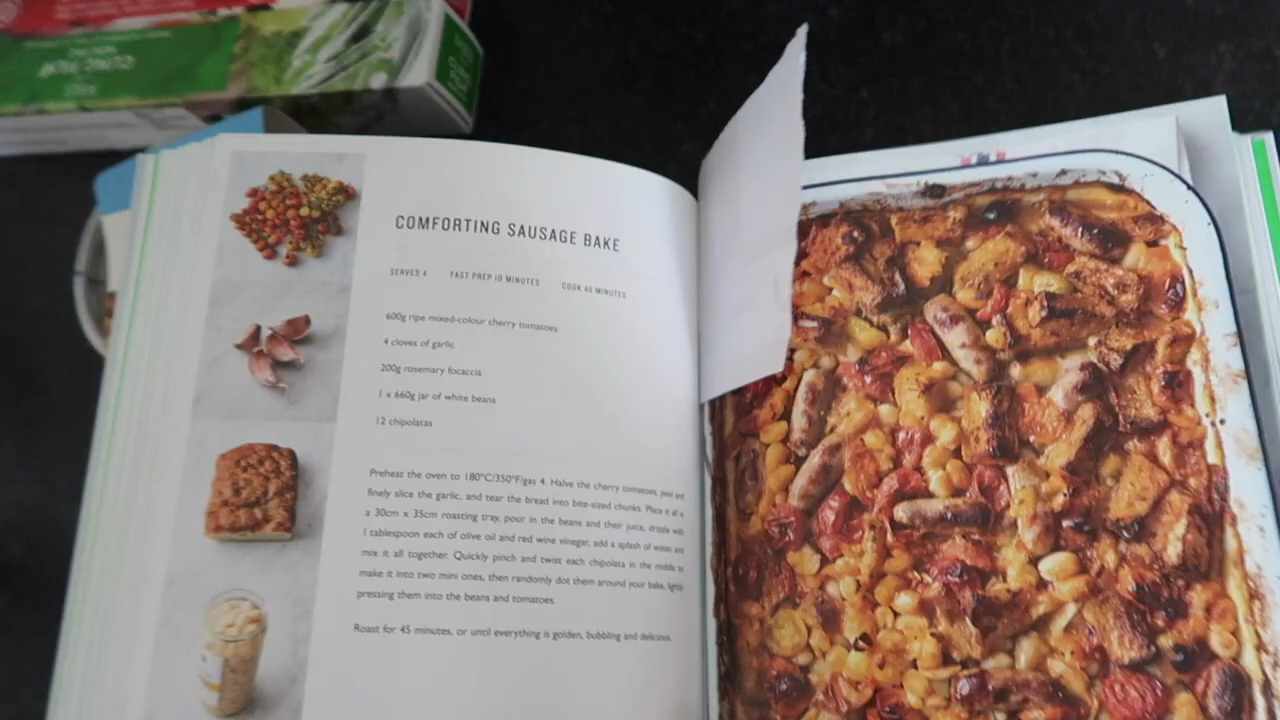 COMFORTING SAUSAGE BAKE
SERVES 4 FAST PREP 10 MINUTES COOK 45 MINUTES
600g ripe mixed-colour cherry tomatoes
4 cloves of garlic
200g rosemary focaccia
1 x 660g jar of white beans
12 chipolatas
Preheat the oven to 180°C/350°F/gas 4. Halve the cherry tomatoes, peel and
finely slice the garlic, and tear the bread into bite-sized chunks. Place it all in
a 30cm x 35cm roasting tray, pour in the beans and their juice, drizzle with
1 tablespoon each of olive oil and red wine vinegar, add a splash of water, and
mix it all together. Quickly pinch and twist each chipolata in the middle to
make it into two mini ones, then randomly dot them around your bake, lightly
pressing them into the beans and tomatoes.
Roast for 45 minutes, or until everything is golden, bubbling and delicious.